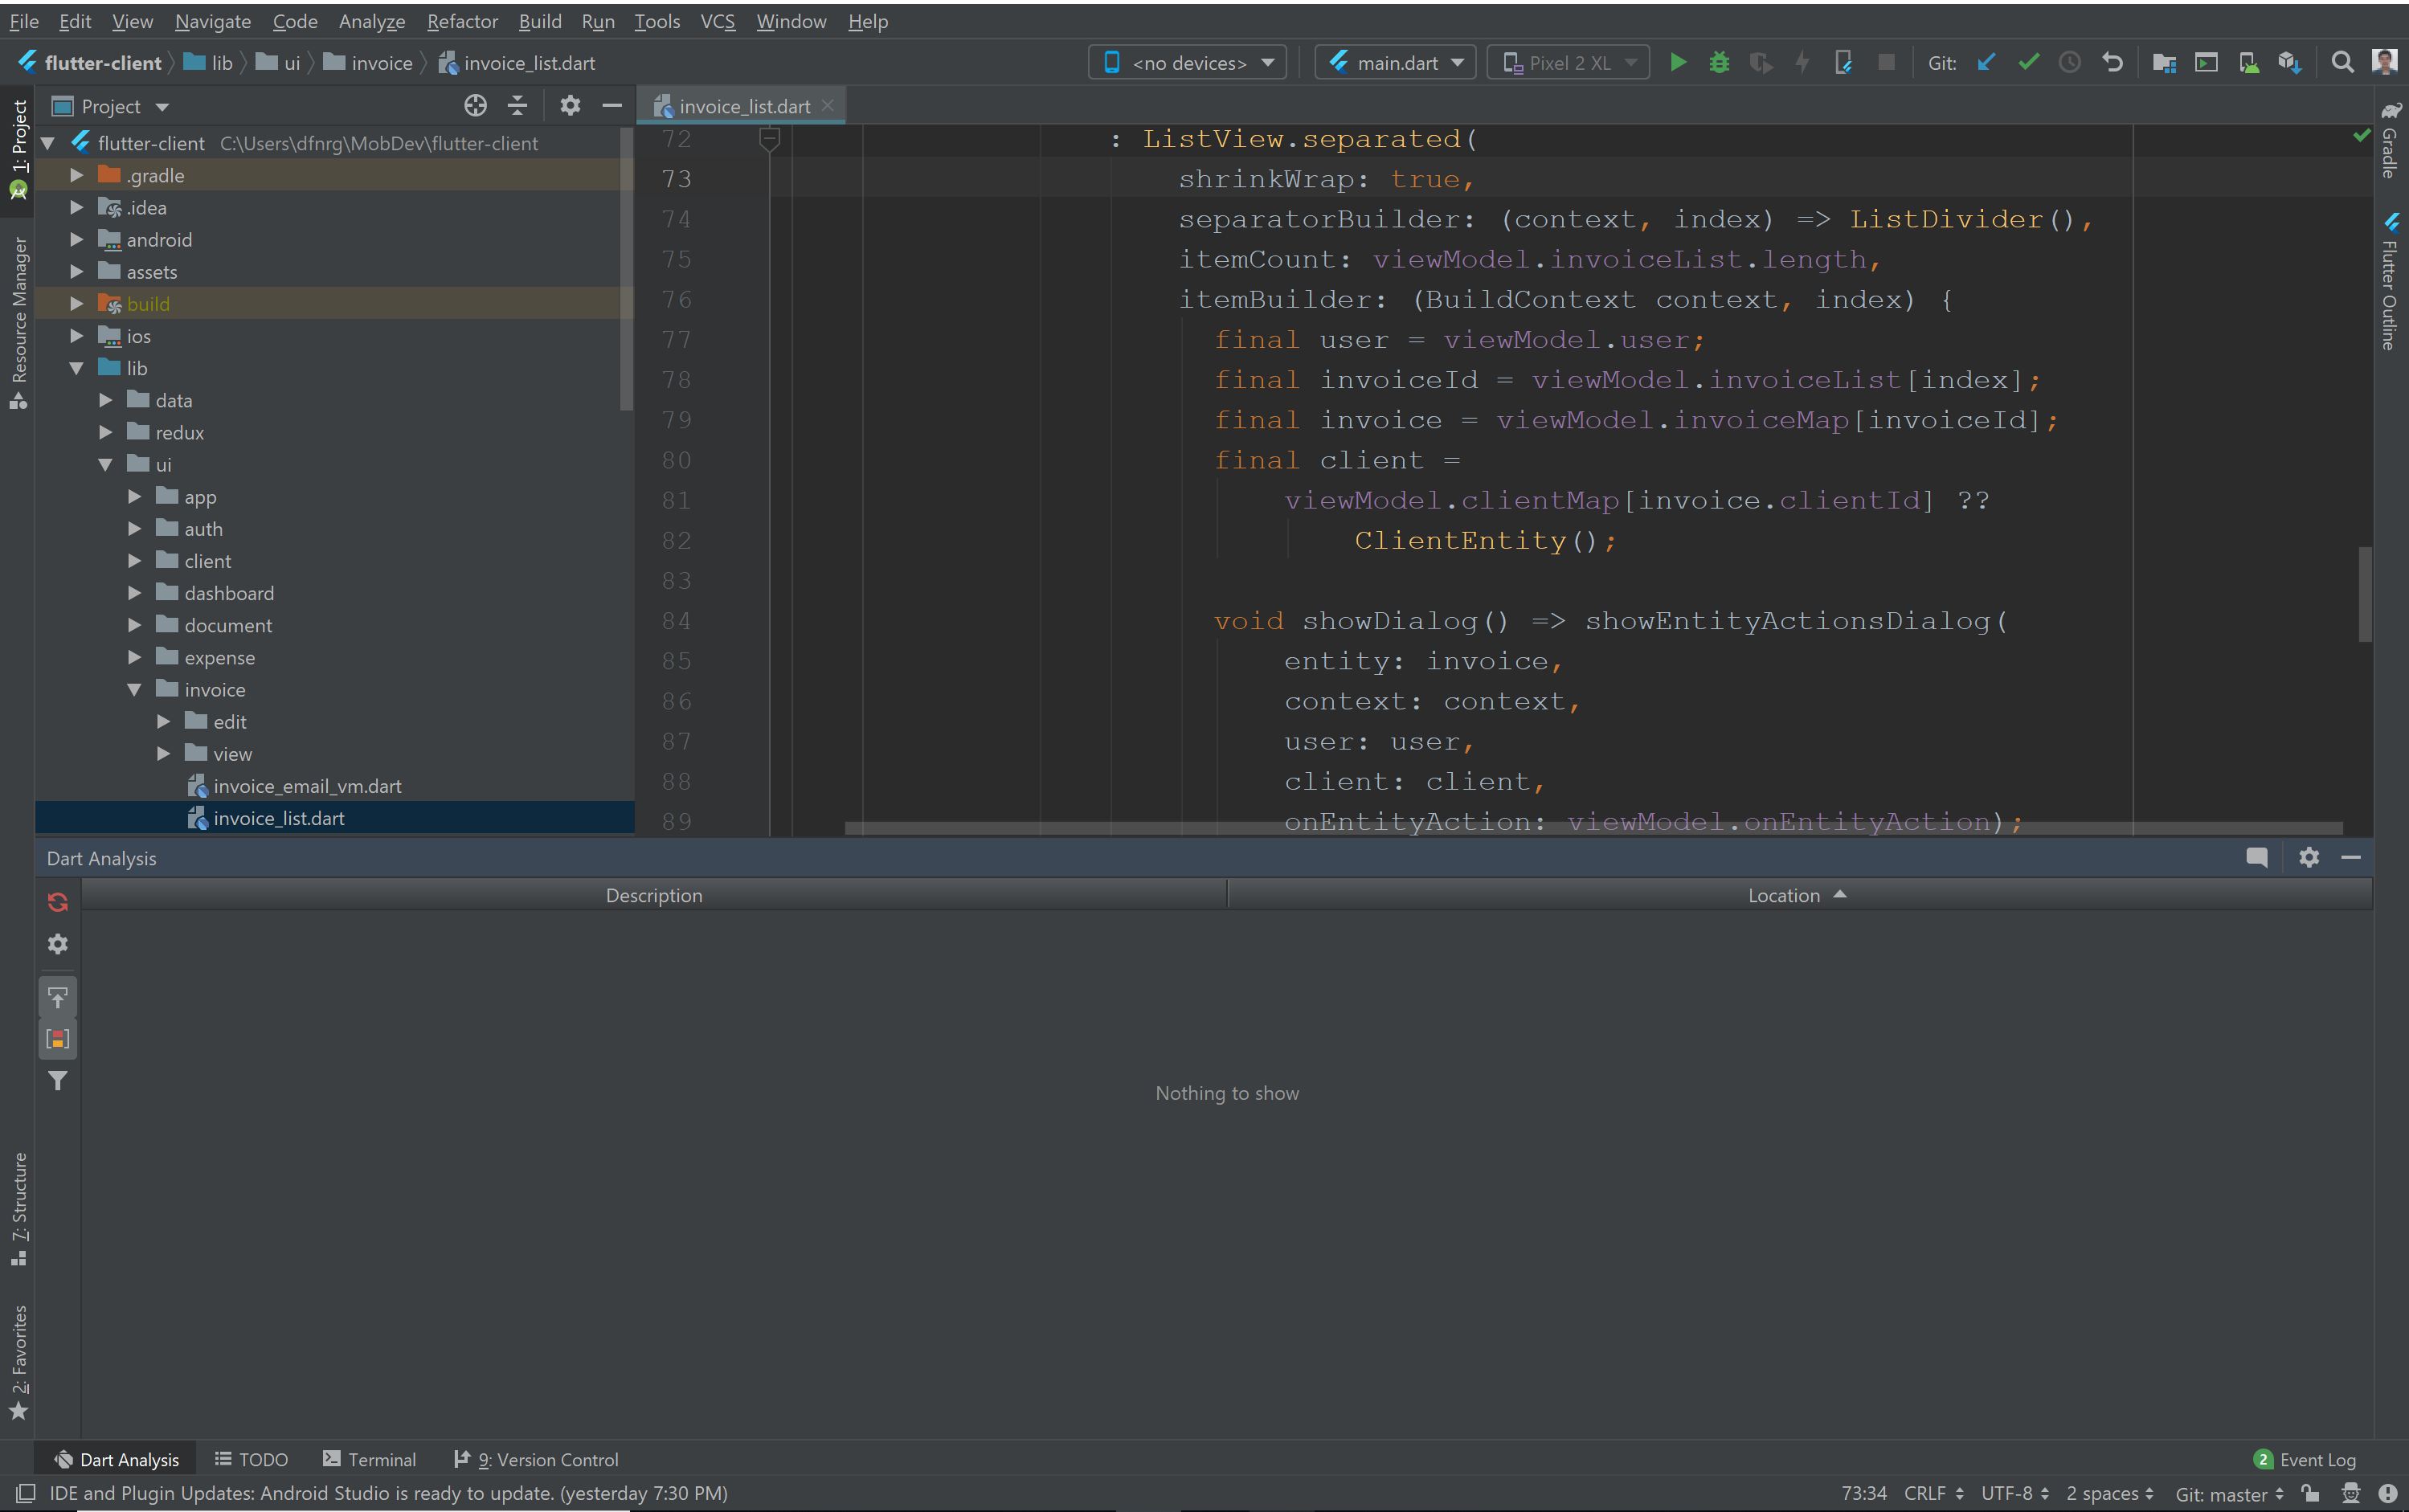 File Edit View Navigate Code Analyze Refactor Build Run Tools VCS Window Help
flutter-client lib ui invoice invoice_list.dart <no devices> main.dart Pixel 2 XL Git:
Project
invoice_list.dart
flutter-client C:\Users\dfnrg\MobDev\flutter-client
.gradle
.idea
android
assets
build
ios
lib
data
redux
ui
app
auth
client
dashboard
document
expense
invoice
edit
view
invoice_email_vm.dart
invoice_list.dart
72 : ListView.separated(
73 shrinkWrap: true,
74 separatorBuilder: (context, index) => ListDivider(),
75 itemCount: viewModel.invoiceList.length,
76 itemBuilder: (BuildContext context, index) {
77 final user = viewModel.user;
78 final invoiceId = viewModel.invoiceList[index];
79 final invoice = viewModel.invoiceMap[invoiceId];
80 final client =
81 viewModel.clientMap[invoice.clientId] ??
82 ClientEntity();
83
84 void showDialog() => showEntityActionsDialog(
85 entity: invoice,
86 context: context,
87 user: user,
88 client: client,
89 onEntityAction: viewModel.onEntityAction);
1: Project
Resource Manager
7: Structure
2: Favorites
Gradle
Flutter Outline
Dart Analysis
Description Location
Nothing to show
Dart Analysis TODO Terminal 9: Version Control 2 Event Log
IDE and Plugin Updates: Android Studio is ready to update. (yesterday 7:30 PM) 73:34 CRLF UTF-8 2 spaces Git: master